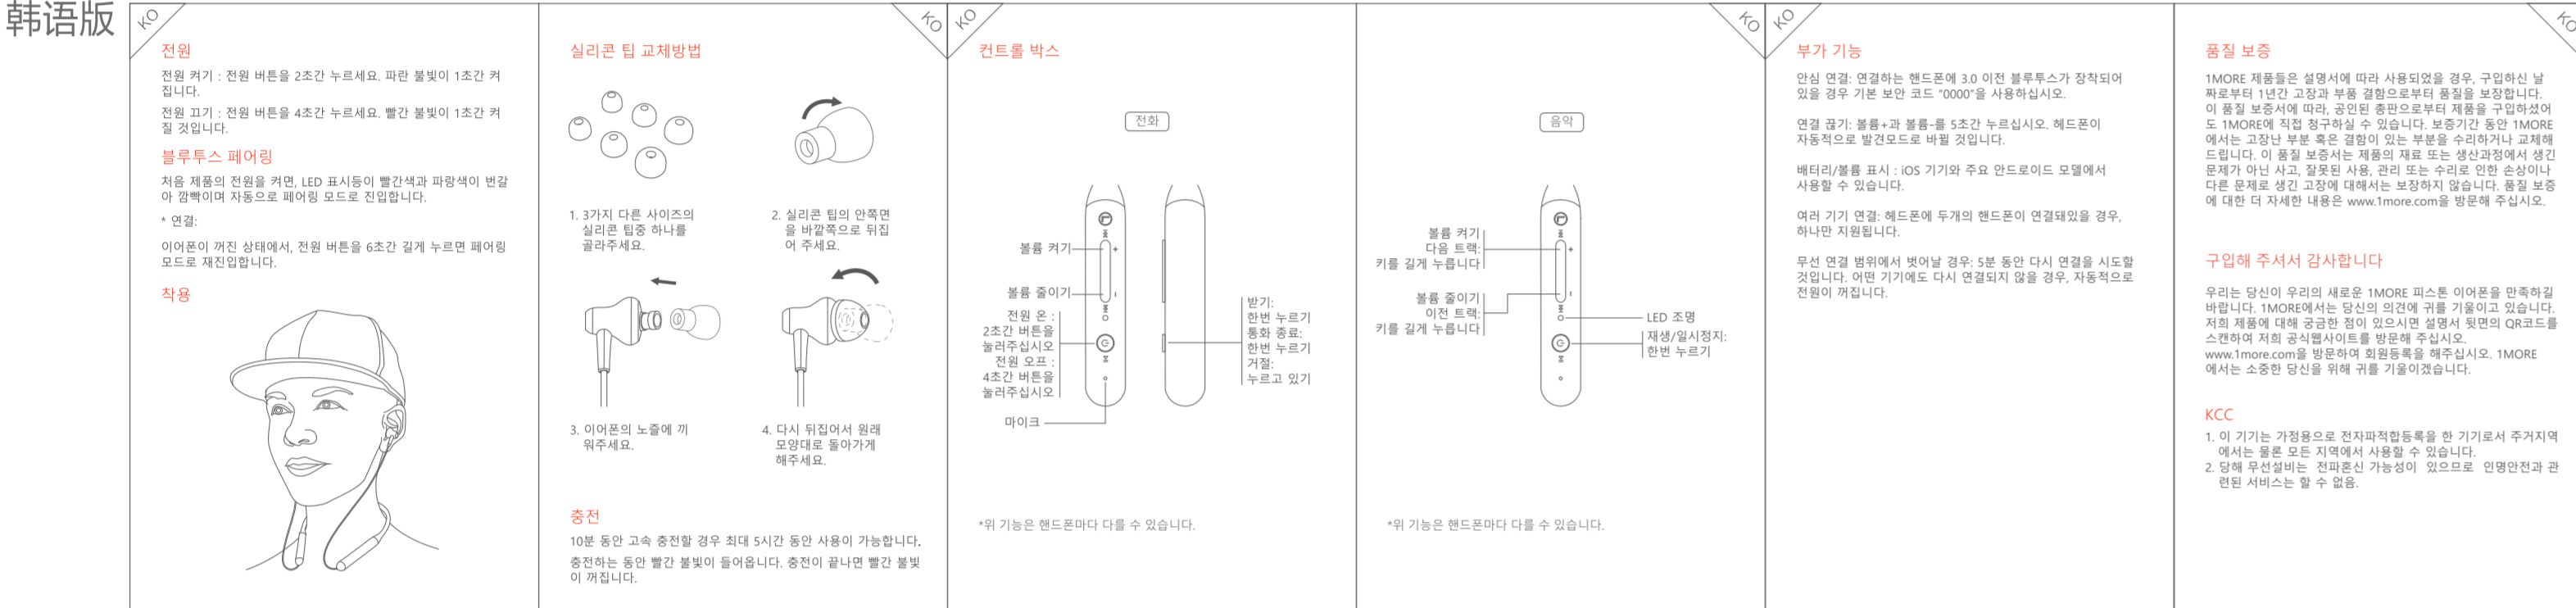 韩语版
KO
전원
전원 켜기 : 전원 버튼을 2초간 누르세요. 파란 불빛이 1초간 켜
집니다.
전원 끄기 : 전원 버튼을 4초간 누르세요. 빨간 불빛이 1초간 켜
질 것입니다.
블루투스 페어링
처음 제품의 전원을 켜면, LED 표시등이 빨간색과 파랑색이 번갈
아 깜빡이며 자동으로 페어링 모드로 진입합니다.
* 연결:
이어폰이 꺼진 상태에서, 전원 버튼을 6초간 길게 누르면 페어링
모드로 재진입합니다.
착용
KO
실리콘 팁 교체방법
1. 3가지 다른 사이즈의
실리콘 팁중 하나를
골라주세요.
2. 실리콘 팁의 안쪽면
을 바깥쪽으로 뒤집
어 주세요.
3. 이어폰의 노즐에 끼
워주세요.
4. 다시 뒤집어서 원래
모양대로 돌아가게
해주세요.
충전
10분 동안 고속 충전할 경우 최대 5시간 동안 사용이 가능합니다.
충전하는 동안 빨간 불빛이 들어옵니다. 충전이 끝나면 빨간 불빛
이 꺼집니다.
KO
컨트롤 박스
전화
볼륨 켜기
+
볼륨 줄이기
-
전원 온 :
2초간 버튼을
눌러주십시오
전원 오프 :
4초간 버튼을
눌러주십시오
마이크
받기:
한번 누르기
통화 종료:
한번 누르기
거절:
누르고 있기
*위 기능은 핸드폰마다 다를 수 있습니다.
KO
음악
볼륨 켜기
다음 트랙:
키를 길게 누릅니다
+
볼륨 줄이기
이전 트랙:
키를 길게 누릅니다
-
LED 조명
재생/일시정지:
한번 누르기
*위 기능은 핸드폰마다 다를 수 있습니다.
KO
부가 기능
안심 연결: 연결하는 핸드폰에 3.0 이전 블루투스가 장착되어
있을 경우 기본 보안 코드 "0000"을 사용하십시오.
연결 끊기: 볼륨+과 볼륨-를 5초간 누르십시오. 헤드폰이
자동적으로 발견모드로 바뀔 것입니다.
배터리/볼륨 표시 : iOS 기기와 주요 안드로이드 모델에서
사용할 수 있습니다.
여러 기기 연결: 헤드폰에 두개의 핸드폰이 연결돼있을 경우,
하나만 지원됩니다.
무선 연결 범위에서 벗어날 경우: 5분 동안 다시 연결을 시도할
것입니다. 어떤 기기에도 다시 연결되지 않을 경우, 자동적으로
전원이 꺼집니다.
KO
품질 보증
1MORE 제품들은 설명서에 따라 사용되었을 경우, 구입하신 날
짜로부터 1년간 고장과 부품 결함으로부터 품질을 보장합니다.
이 품질 보증서에 따라, 공인된 총판으로부터 제품을 구입하셨어
도 1MORE에 직접 청구하실 수 있습니다. 보증기간 동안 1MORE
에서는 고장난 부분 혹은 결함이 있는 부분을 수리하거나 교체해
드립니다. 이 품질 보증서는 제품의 재료 또는 생산과정에서 생긴
문제가 아닌 사고, 잘못된 사용, 관리 또는 수리로 인한 손상이나
다른 문제로 생긴 고장에 대해서는 보장하지 않습니다. 품질 보증
에 대한 더 자세한 내용은 www.1more.com을 방문해 주십시오.
구입해 주셔서 감사합니다
우리는 당신이 우리의 새로운 1MORE 피스톤 이어폰을 만족하길
바랍니다. 1MORE에서는 당신의 의견에 귀를 기울이고 있습니다.
저희 제품에 대해 궁금한 점이 있으시면 설명서 뒷면의 QR코드를
스캔하여 저희 공식웹사이트를 방문해 주십시오.
www.1more.com을 방문하여 회원등록을 해주십시오. 1MORE
에서는 소중한 당신을 위해 귀를 기울이겠습니다.
KCC
1. 이 기기는 가정용으로 전자파적합등록을 한 기기로서 주거지역
에서는 물론 모든 지역에서 사용할 수 있습니다.
2. 당해 무선설비는 전파혼신 가능성이 있으므로 인명안전과 관
련된 서비스는 할 수 없음.